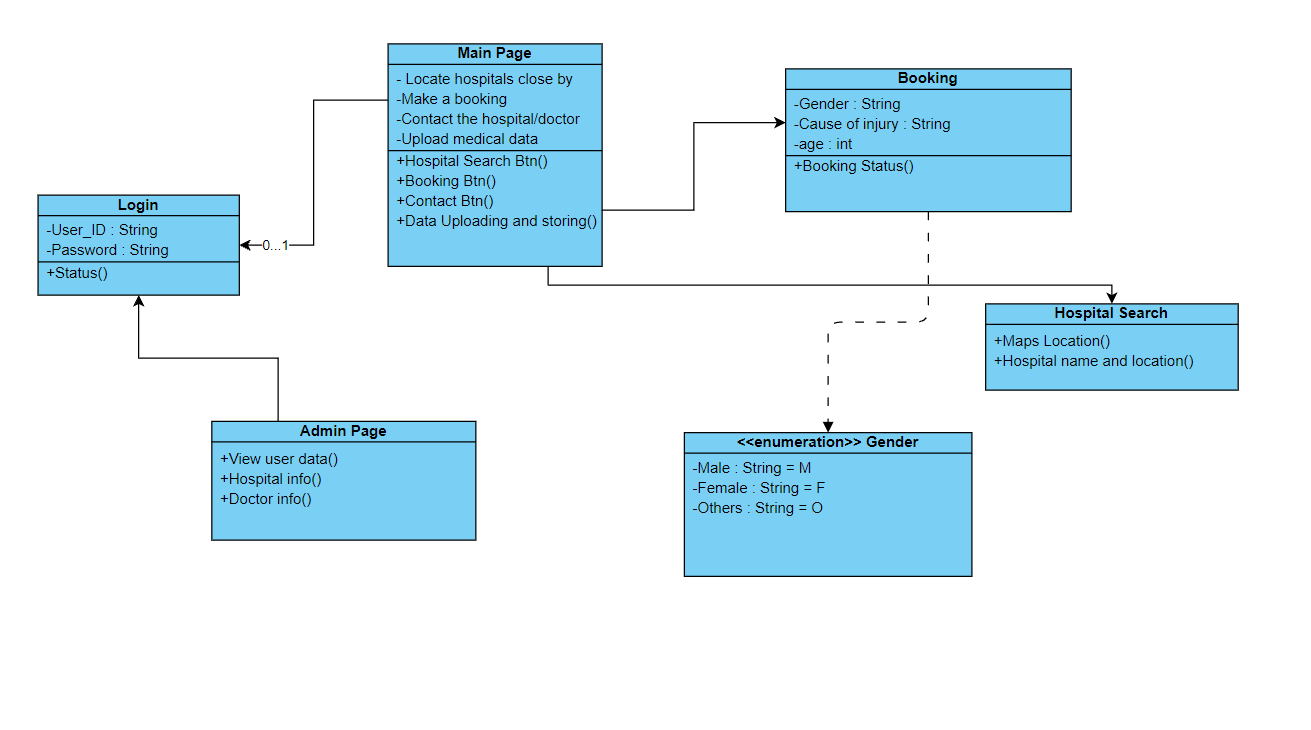 Main Page
- Locate hospitals close by
-Make a booking
-Contact the hospital/doctor
-Upload medical data
+Hospital Search Btn()
+Booking Btn()
+Contact Btn()
+Data Uploading and storing()
Booking
-Gender : String
-Cause of injury : String
-age : int
+Booking Status()
Login
-User_ID : String
-Password : String
+Status()
0...1
Hospital Search
+Maps Location()
+Hospital name and location()
Admin Page
+View user data()
+Hospital info()
+Doctor info()
<<enumeration>> Gender
-Male : String = M
-Female : String = F
-Others : String = O